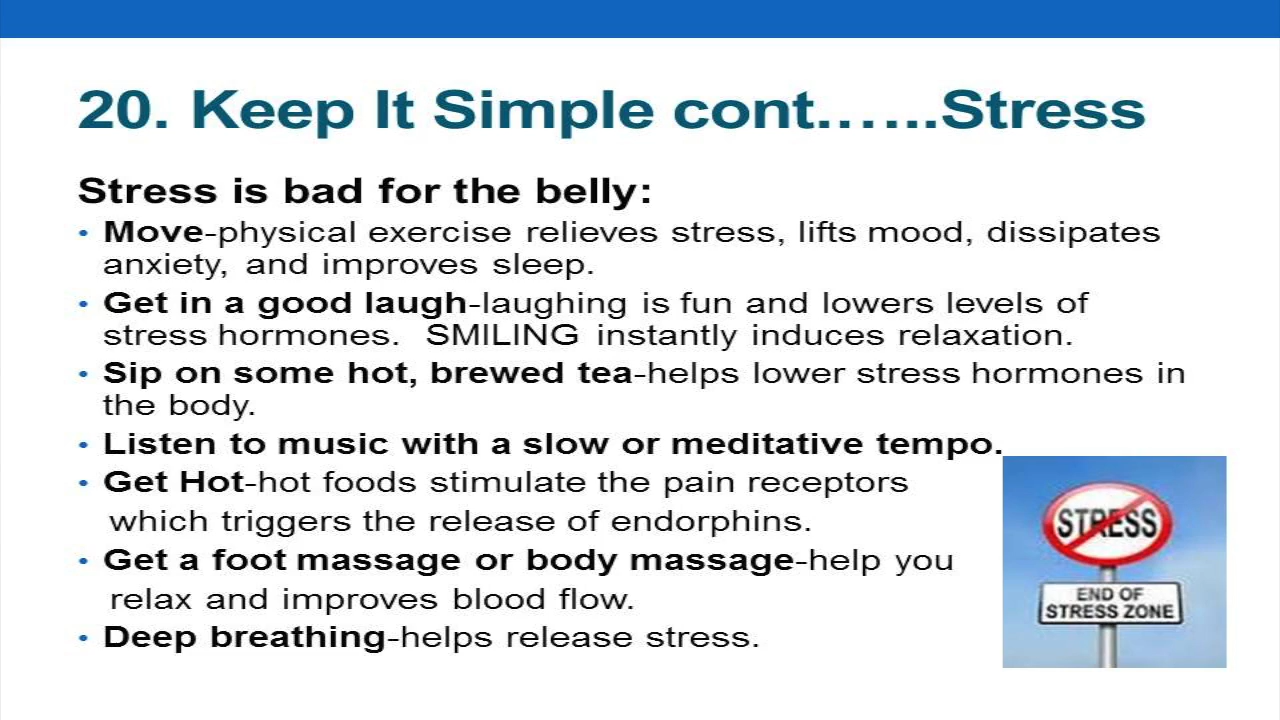 20. Keep It Simple cont.…...Stress
Stress is bad for the belly:
• Move-physical exercise relieves stress, lifts mood, dissipates
anxiety, and improves sleep.
• Get in a good laugh-laughing is fun and lowers levels of
stress hormones.  SMILING instantly induces relaxation.
• Sip on some hot, brewed tea-helps lower stress hormones in
the body.
• Listen to music with a slow or meditative tempo.
• Get Hot-hot foods stimulate the pain receptors
which triggers the release of endorphins.
• Get a foot massage or body massage-help you
relax and improves blood flow.
• Deep breathing-helps release stress.
STRESS
END OF
STRESS ZONE